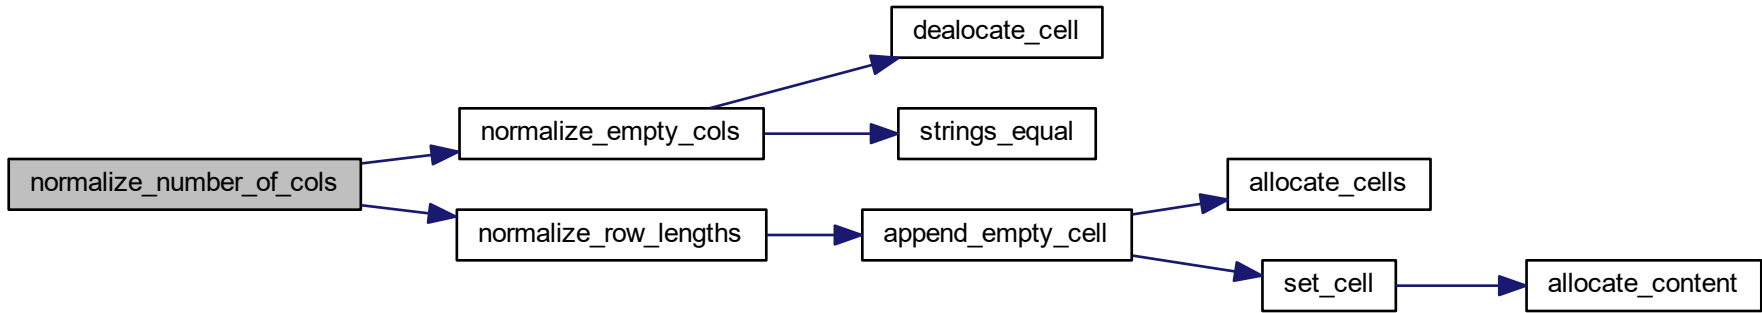 dealocate_cell
normalize_empty_cols
strings_equal
normalize_number_of_cols
allocate_cells
normalize_row_lengths
append_empty_cell
set_cell
allocate_content